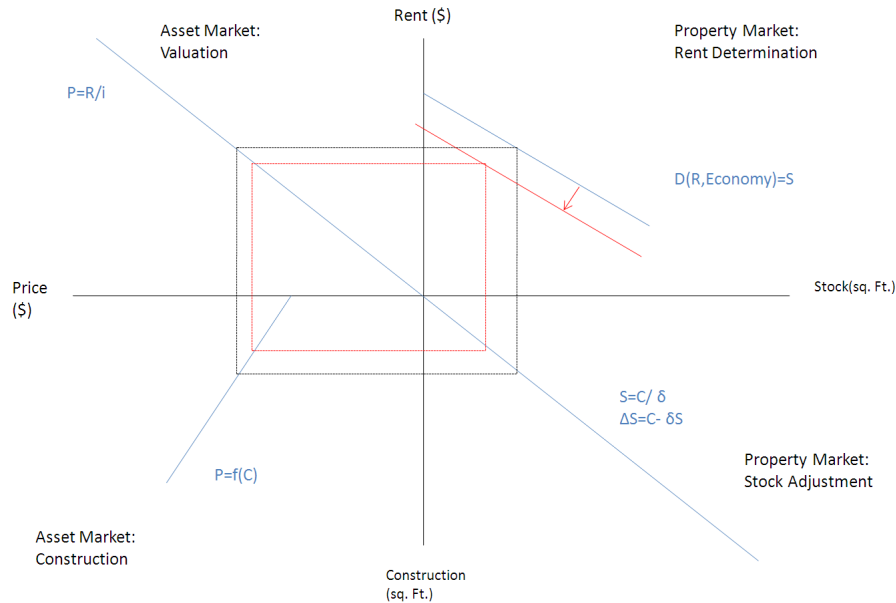 Rent ($)
Asset Market:
Valuation
Property Market:
Rent Determination
P=R/i
D(R,Economy)=S
Price
($)
Stock(sq. Ft.)
S=C/ δ
ΔS=C- δS
P=f(C)
Property Market:
Stock Adjustment
Asset Market:
Construction
Construction
(sq. Ft.)